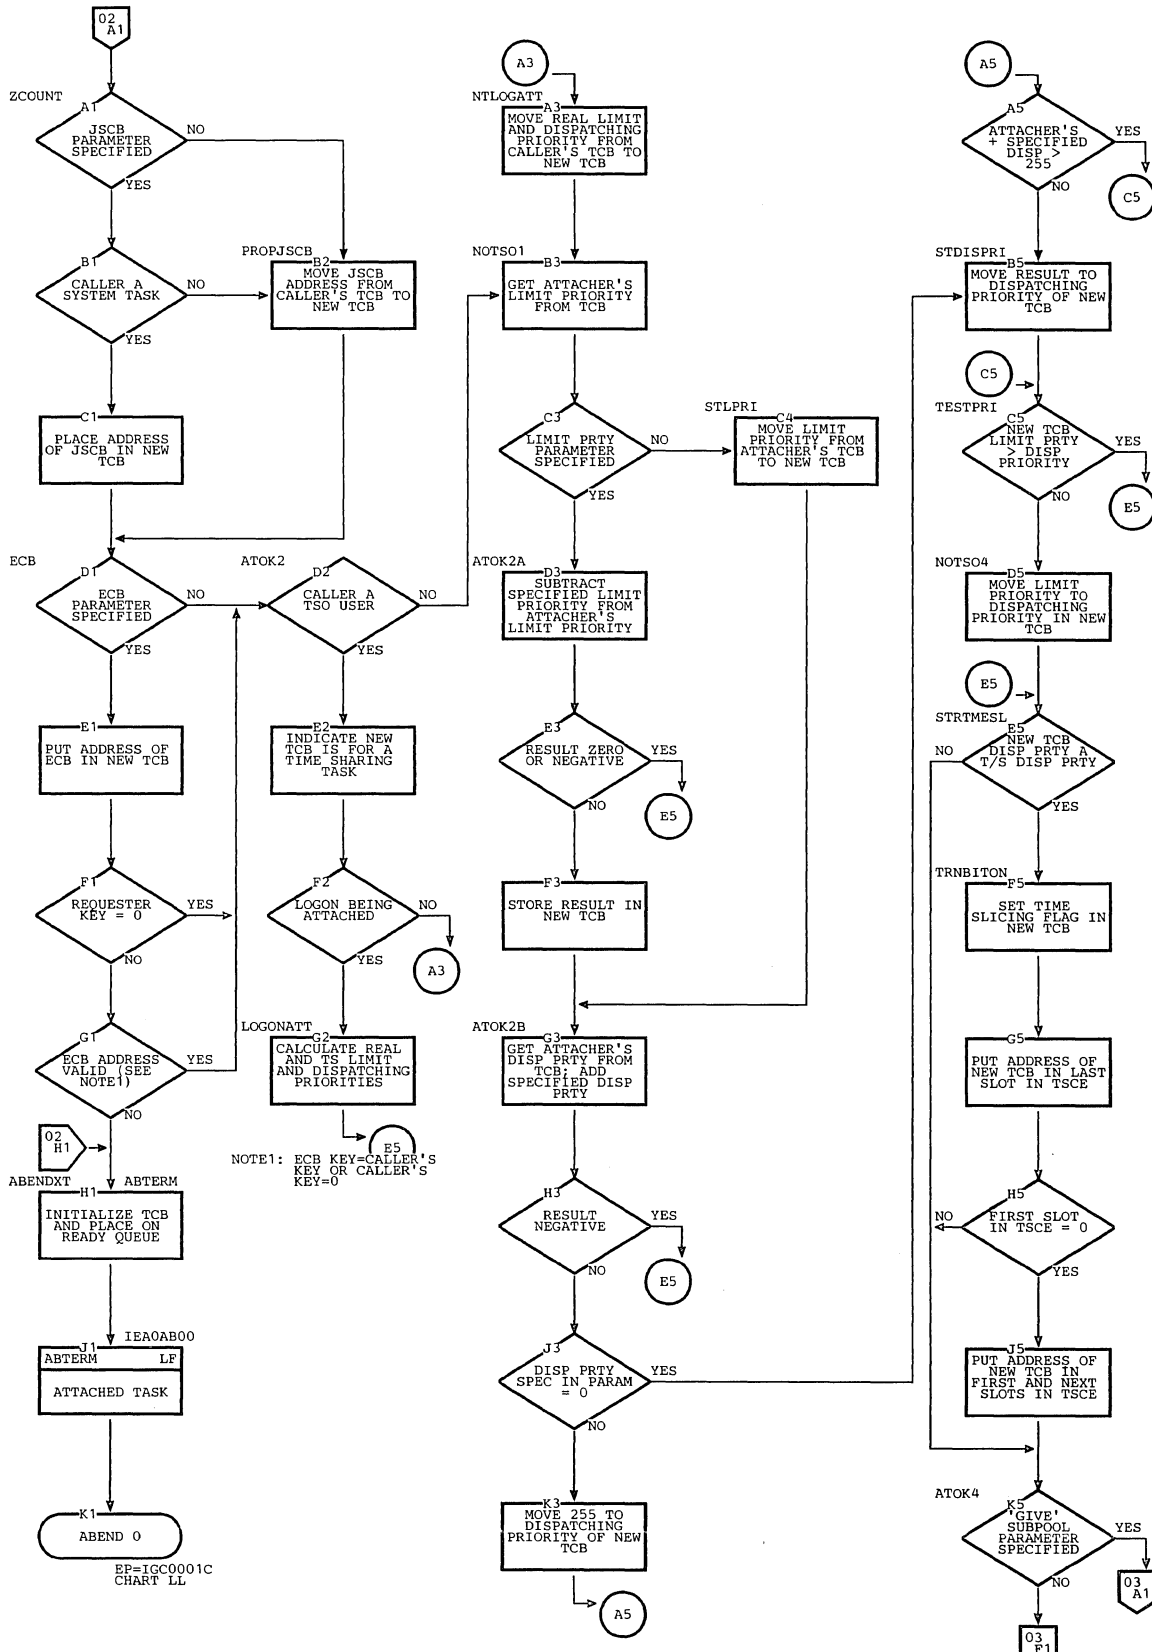 02
A1
ZCOUNT
A1
JSCB
PARAMETER
SPECIFIED
NO
YES
B1
CALLER A
SYSTEM TASK
NO
YES
PROPJSCB
B2
MOVE JSCB
ADDRESS FROM
CALLER'S TCB TO
NEW TCB
C1
PLACE ADDRESS
OF JSCB IN NEW
TCB
ECB
D1
ECB
PARAMETER
SPECIFIED
NO
YES
E1
PUT ADDRESS OF
ECB IN NEW TCB
F1
REQUESTER
KEY = 0
YES
NO
G1
ECB ADDRESS
VALID (SEE
NOTE1)
YES
NO
02
H1
ABENDXT
ABTERM
H1
INITIALIZE TCB
AND PLACE ON
READY QUEUE
IEA0AB00
J1
ABTERM
LF
ATTACHED TASK
K1
ABEND 0
EP=IGC0001C
CHART LL
ATOK2
D2
CALLER A
TSO USER
NO
YES
E2
INDICATE NEW
TCB IS FOR A
TIME SHARING
TASK
F2
LOGON BEING
ATTACHED
NO
YES
A3
LOGONATT
G2
CALCULATE REAL
AND TS LIMIT
AND DISPATCHING
PRIORITIES
E5
NOTE1: ECB KEY=CALLER'S
KEY OR CALLER'S
KEY=0
A3
NTLOGATT
A3
MOVE REAL LIMIT
AND DISPATCHING
PRIORITY FROM
CALLER'S TCB TO
NEW TCB
NOTSO1
B3
GET ATTACHER'S
LIMIT PRIORITY
FROM TCB
C3
LIMIT PRTY
PARAMETER
SPECIFIED
NO
YES
STLPRI
C4
MOVE LIMIT
PRIORITY FROM
ATTACHER'S TCB
TO NEW TCB
ATOK2A
D3
SUBTRACT
SPECIFIED LIMIT
PRIORITY FROM
ATTACHER'S
LIMIT PRIORITY
E3
RESULT ZERO
OR NEGATIVE
YES
NO
E5
F3
STORE RESULT IN
NEW TCB
ATOK2B
G3
GET ATTACHER'S
DISP PRTY FROM
TCB; ADD
SPECIFIED DISP
PRTY
H3
RESULT
NEGATIVE
YES
NO
E5
J3
DISP PRTY
SPEC IN PARAM
= 0
YES
NO
K3
MOVE 255 TO
DISPATCHING
PRIORITY OF NEW
TCB
A5
A5
A5
ATTACHER'S
+ SPECIFIED
DISP >
255
YES
NO
C5
STDISPRI
B5
MOVE RESULT TO
DISPATCHING
PRIORITY OF NEW
TCB
C5
TESTPRI
C5
NEW TCB
LIMIT PRTY
> DISP
PRIORITY
YES
NO
E5
NOTSO4
D5
MOVE LIMIT
PRIORITY TO
DISPATCHING
PRIORITY IN NEW
TCB
E5
STRTMESL
E5
NEW TCB
DISP PRTY A
T/S DISP PRTY
NO
YES
TRNBITON
F5
SET TIME
SLICING FLAG IN
NEW TCB
G5
PUT ADDRESS OF
NEW TCB IN LAST
SLOT IN TSCE
H5
FIRST SLOT
IN TSCE = 0
NO
YES
J5
PUT ADDRESS OF
NEW TCB IN
FIRST AND NEXT
SLOTS IN TSCE
ATOK4
K5
'GIVE'
SUBPOOL
PARAMETER
SPECIFIED
YES
NO
03
A1
03